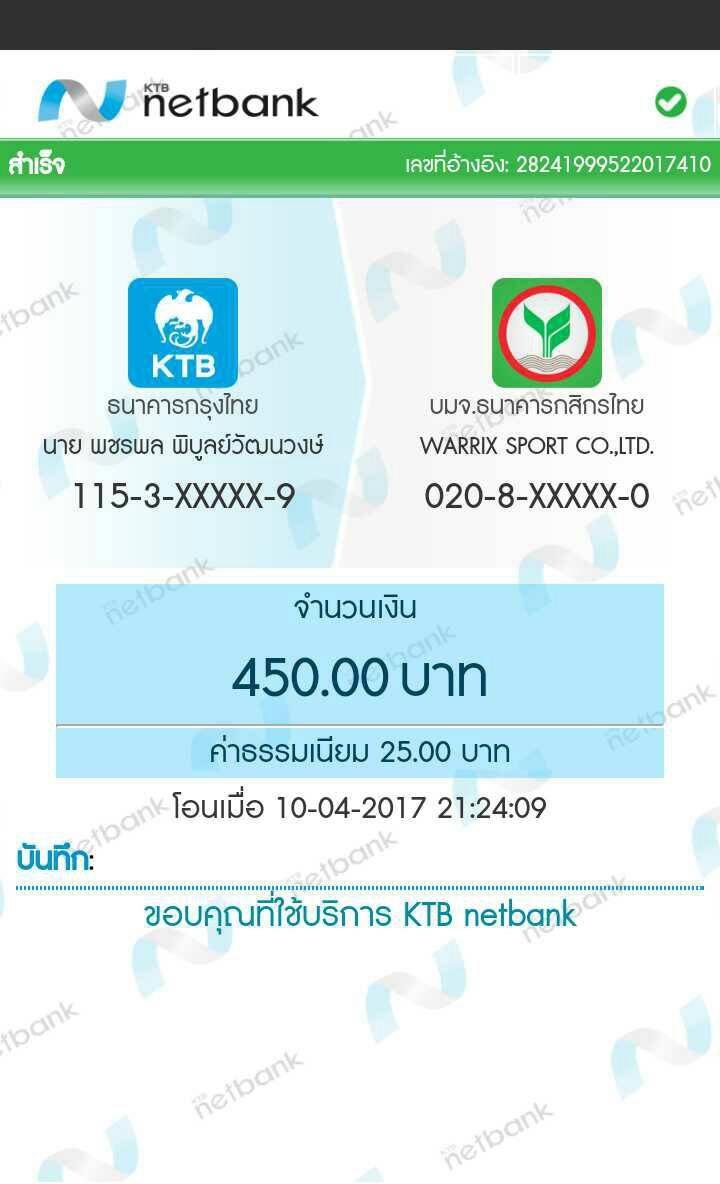 KTB
netbank
สำเร็จ
เลขที่อ้างอิง: 28241999522017410
KTB
ธนาคารกรุงไทย
นาย พชรพล พิบูลย์วัฒนวงษ์
115-3-XXXXX-9
บมจ.ธนาคารกสิกรไทย
WARRIX SPORT CO.,LTD.
020-8-XXXXX-0
จำนวนเงิน
450.00 บาท
ค่าธรรมเนียม 25.00 บาท
โอนเมื่อ 10-04-2017 21:24:09
บันทึก:
ขอบคุณที่ใช้บริการ KTB netbank